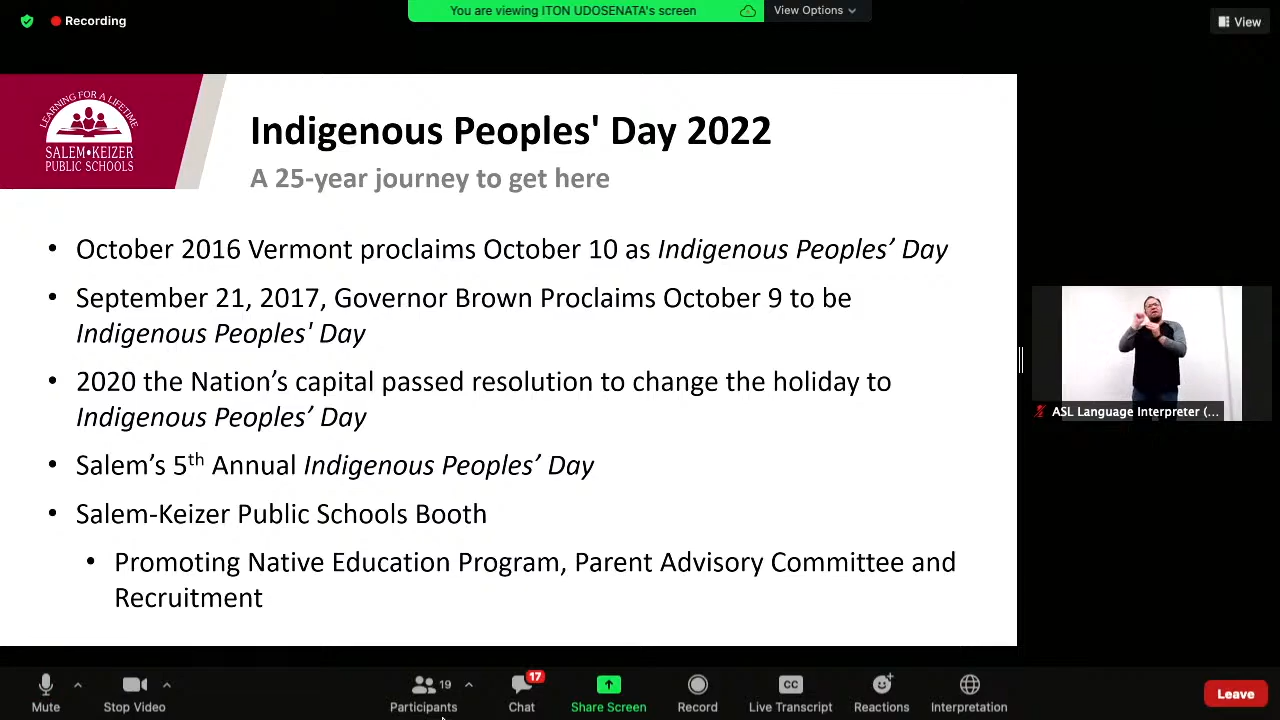 Recording
You are viewing ITON UDOSENATA's screen
View Options
View
LEARNING FOR A LIFETIME
SALEM•KEIZER
PUBLIC SCHOOLS
Indigenous Peoples' Day 2022
A 25-year journey to get here
• October 2016 Vermont proclaims October 10 as Indigenous Peoples’ Day
• September 21, 2017, Governor Brown Proclaims October 9 to be
Indigenous Peoples' Day
• 2020 the Nation’s capital passed resolution to change the holiday to
Indigenous Peoples’ Day
• Salem’s 5th Annual Indigenous Peoples’ Day
• Salem-Keizer Public Schools Booth
• Promoting Native Education Program, Parent Advisory Committee and
Recruitment
ASL Language Interpreter (...
Mute
Stop Video
19
Participants
17
Chat
Share Screen
Record
CC
Live Transcript
Reactions
Interpretation
Leave